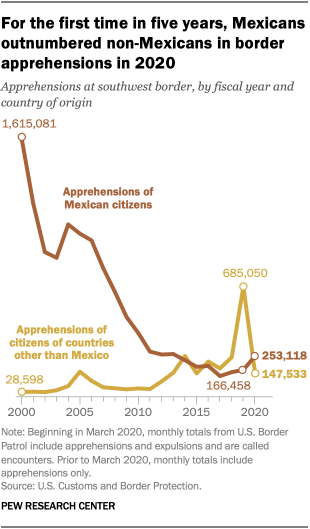 For the first time in five years, Mexicans
outnumbered non-Mexicans in border
apprehensions in 2020
Apprehensions at southwest border, by fiscal year and
country of origin
1,615,081
Apprehensions of
Mexican citizens
685,050
Apprehensions of
citizens of countries
other than Mexico
253,118
147,533
28,598
166,458
2000 2005 2010 2015 2020
Note: Beginning in March 2020, monthly totals from U.S. Border
Patrol include apprehensions and expulsions and are called
encounters. Prior to March 2020, monthly totals include
apprehensions only.
Source: U.S. Customs and Border Protection.
PEW RESEARCH CENTER